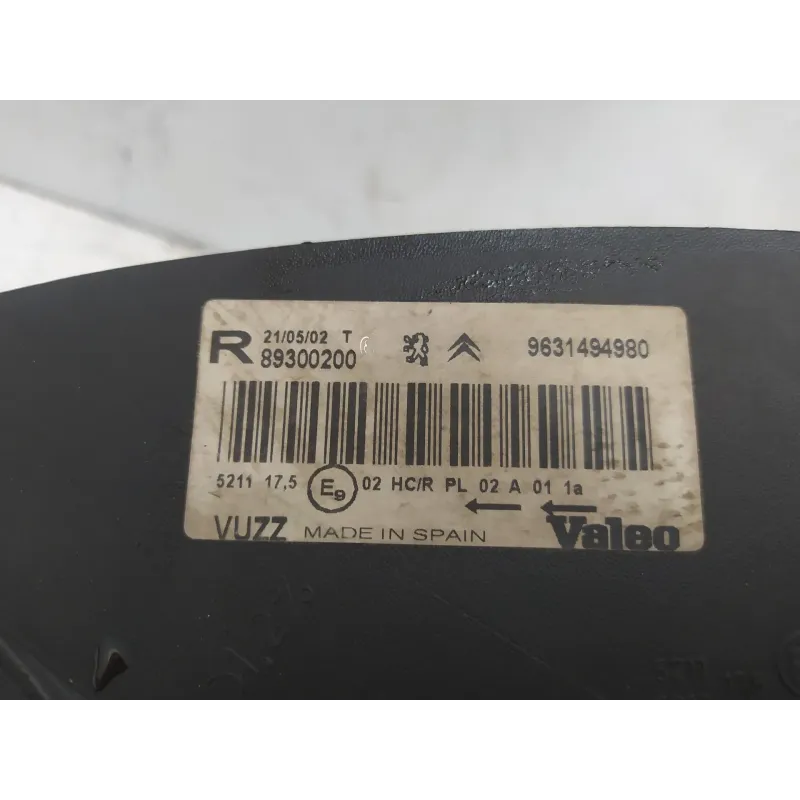 R 21/05/02 T 9631494980
89300200
5211 17,5 E9 02 HC/R PL 02 A 01 1a
VUZZ MADE IN SPAIN Valeo